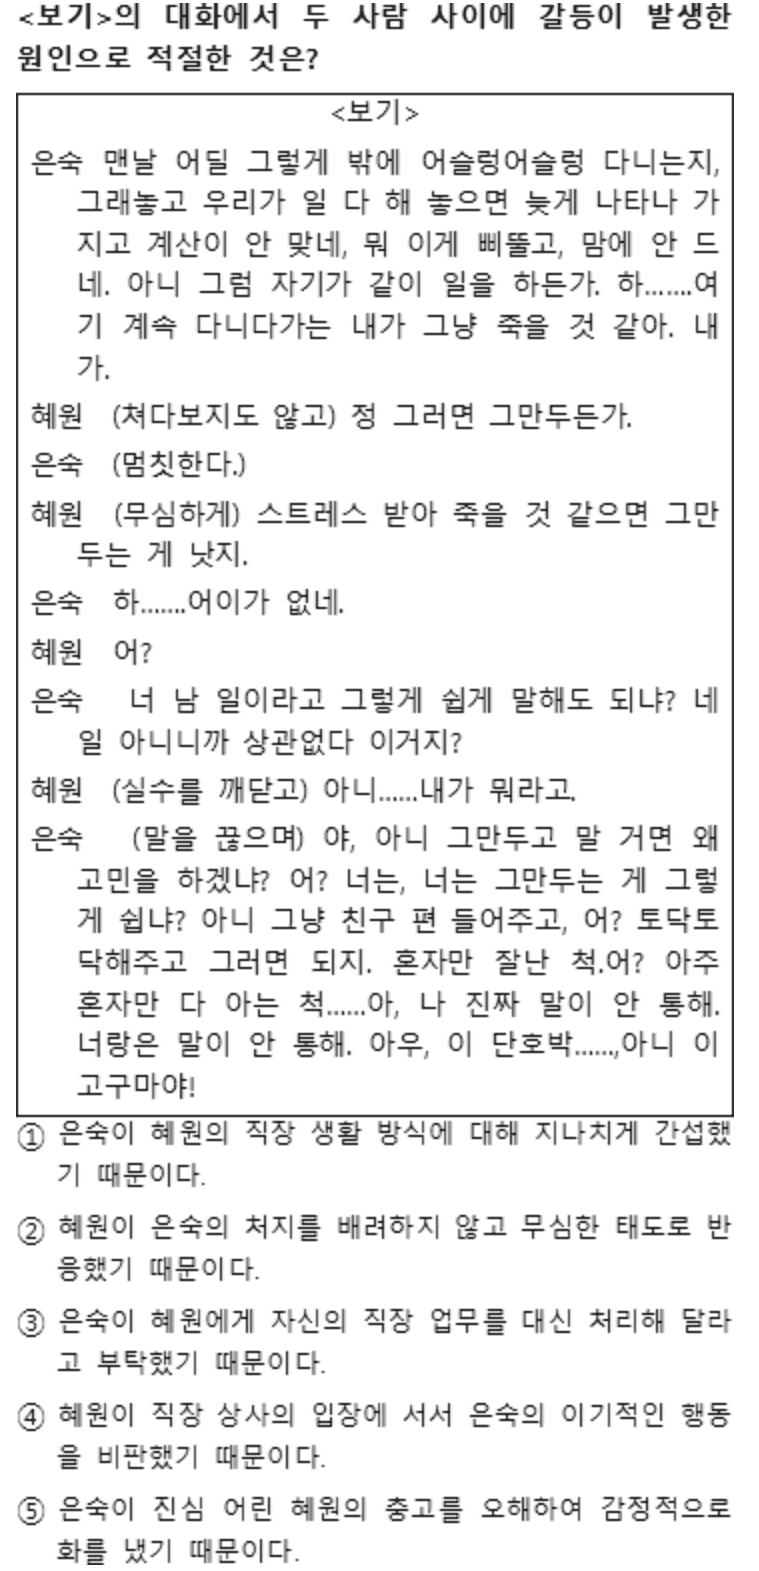 <보기>의 대화에서 두 사람 사이에 갈등이 발생한
원인으로 적절한 것은?
<보기>
은숙 맨날 어딜 그렇게 밖에 어슬렁어슬렁 다니는지,
그래놓고 우리가 일 다 해 놓으면 늦게 나타나 가
지고 계산이 안 맞네, 뭐 이게 삐뚤고, 맘에 안 드
네. 아니 그럼 자기가 같이 일을 하든가. 하.......여
기 계속 다니다가는 내가 그냥 죽을 것 같아. 내
가.
혜원 (쳐다보지도 않고) 정 그러면 그만두든가.
은숙 (멈칫한다.)
혜원 (무심하게) 스트레스 받아 죽을 것 같으면 그만
두는 게 낫지.
은숙 하.......어이가 없네.
혜원 어?
은숙 너 남 일이라고 그렇게 쉽게 말해도 되냐? 네
일 아니니까 상관없다 이거지?
혜원 (실수를 깨닫고) 아니......내가 뭐라고.
은숙 (말을 끊으며) 야, 아니 그만두고 말 거면 왜
고민을 하겠냐? 어? 너는, 너는 그만두는 게 그렇
게 쉽냐? 아니 그냥 친구 편 들어주고, 어? 토닥토
닥해주고 그러면 되지. 혼자만 잘난 척.어? 아주
혼자만 다 아는 척......아, 나 진짜 말이 안 통해.
너랑은 말이 안 통해. 아우, 이 단호박......,아니 이
고구마야!
① 은숙이 혜원의 직장 생활 방식에 대해 지나치게 간섭했
기 때문이다.
② 혜원이 은숙의 처지를 배려하지 않고 무심한 태도로 반
응했기 때문이다.
③ 은숙이 혜원에게 자신의 직장 업무를 대신 처리해 달라
고 부탁했기 때문이다.
④ 혜원이 직장 상사의 입장에 서서 은숙의 이기적인 행동
을 비판했기 때문이다.
⑤ 은숙이 진심 어린 혜원의 충고를 오해하여 감정적으로
화를 냈기 때문이다.